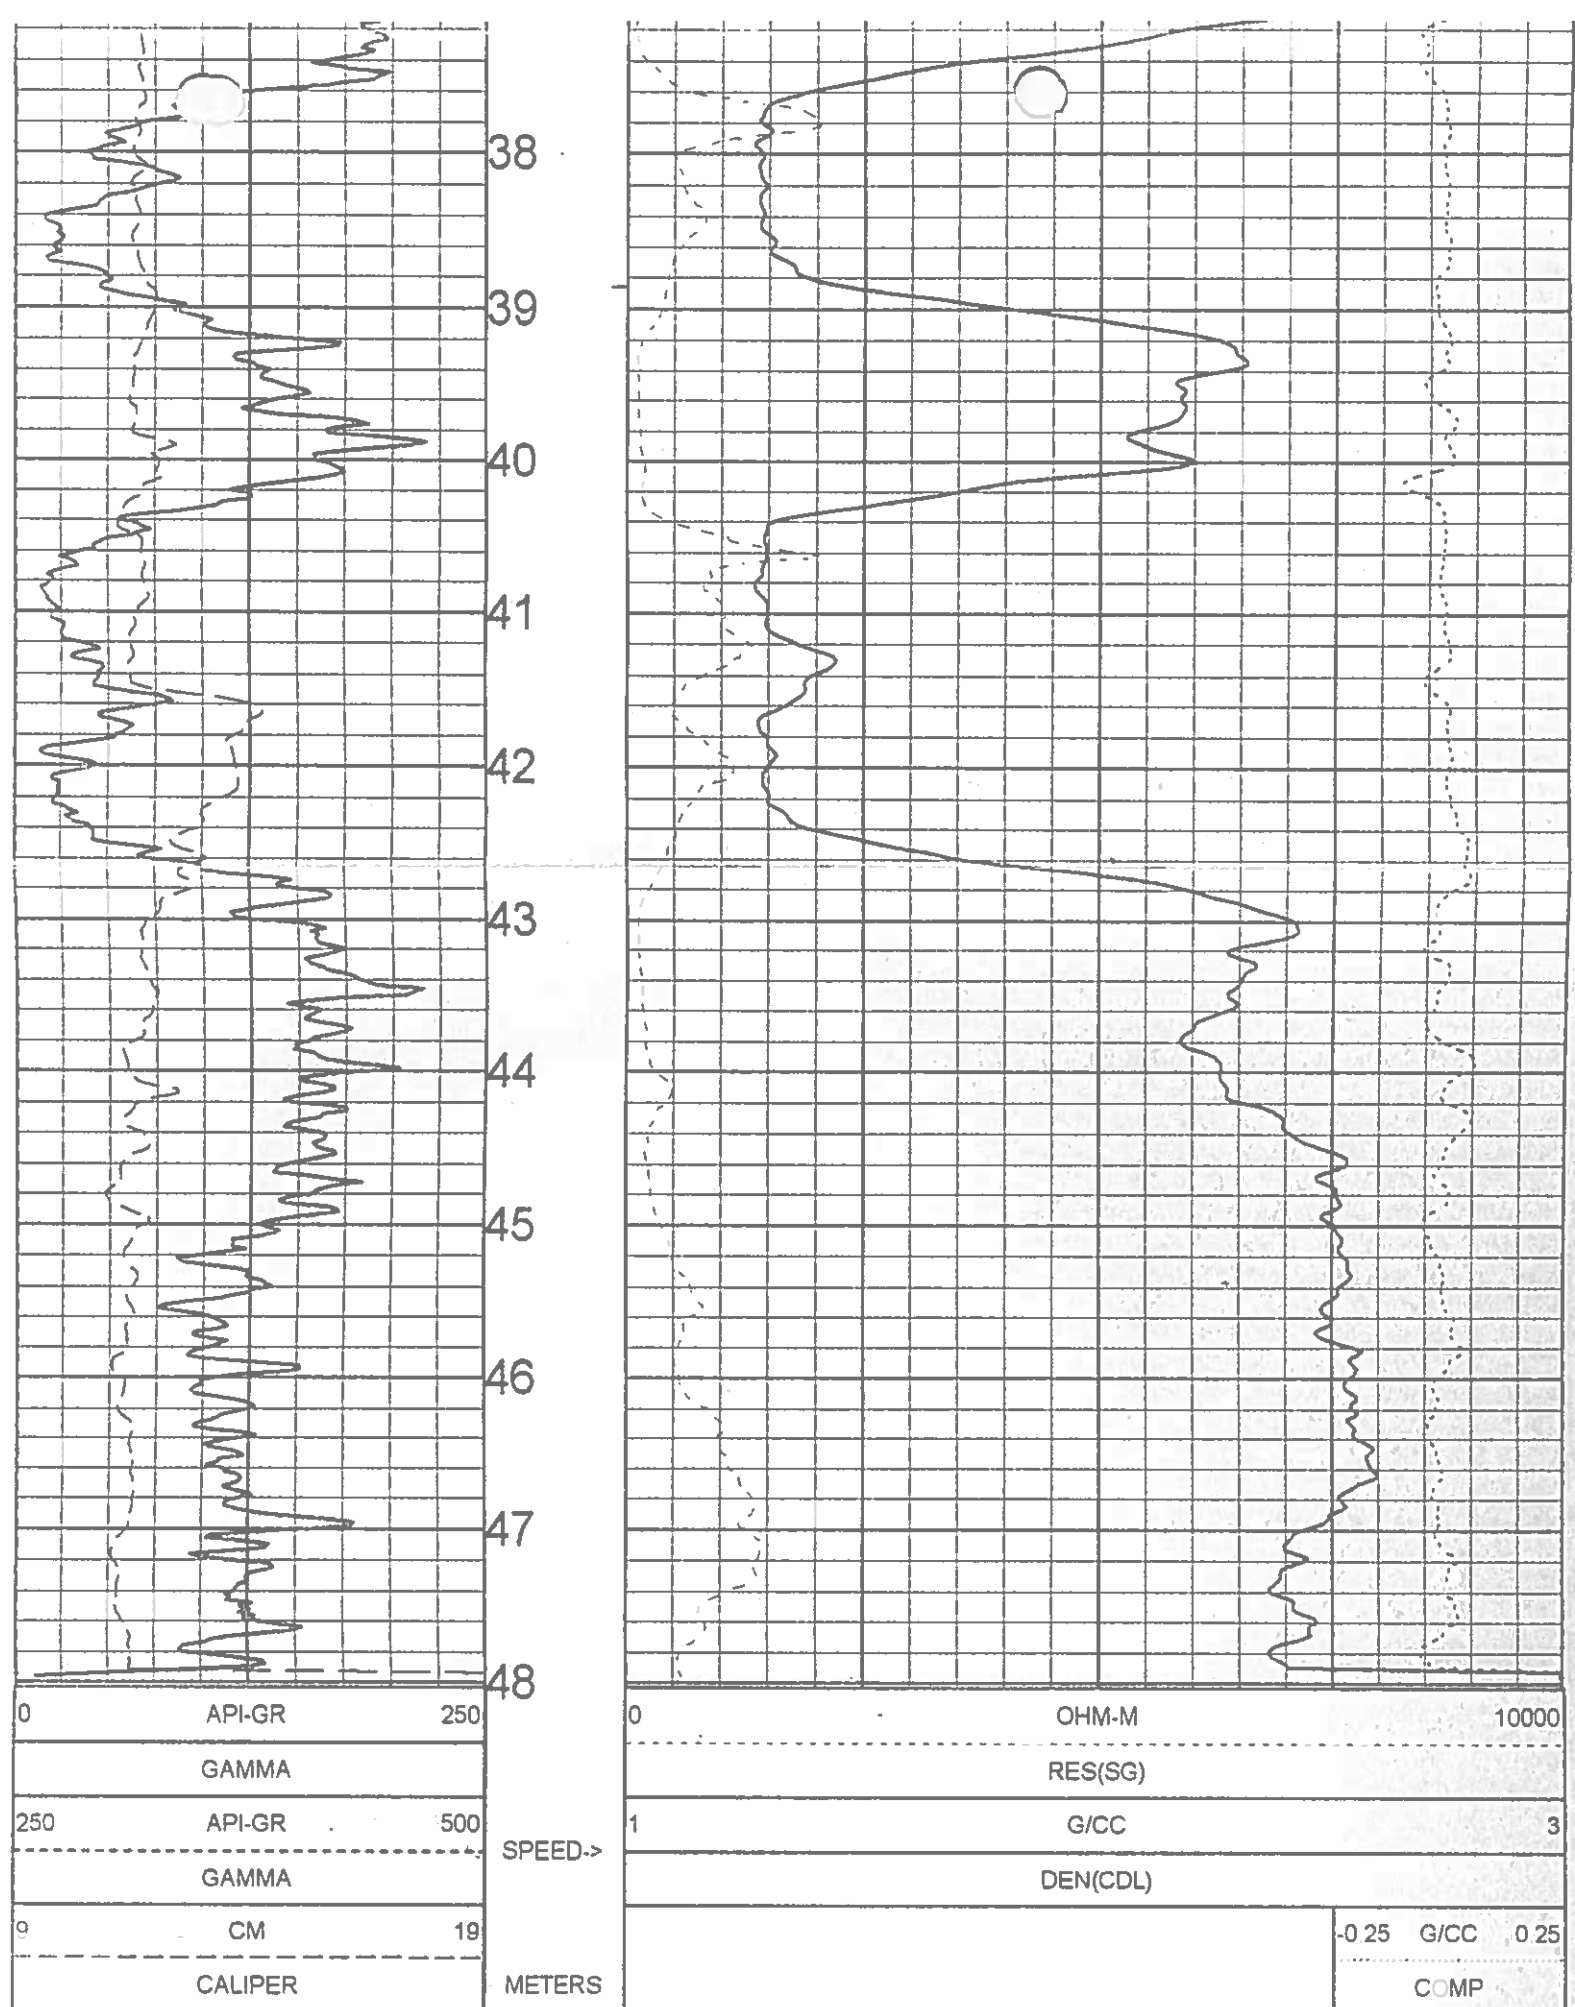 38
39
40
41
42
43
44
45
46
47
48
0 API-GR 250
GAMMA
250 API-GR 500
GAMMA
9 CM 19
CALIPER
SPEED->
METERS
0 OHM-M 10000
RES(SG)
1 G/CC 3
DEN(CDL)
-0.25 G/CC 0.25
COMP